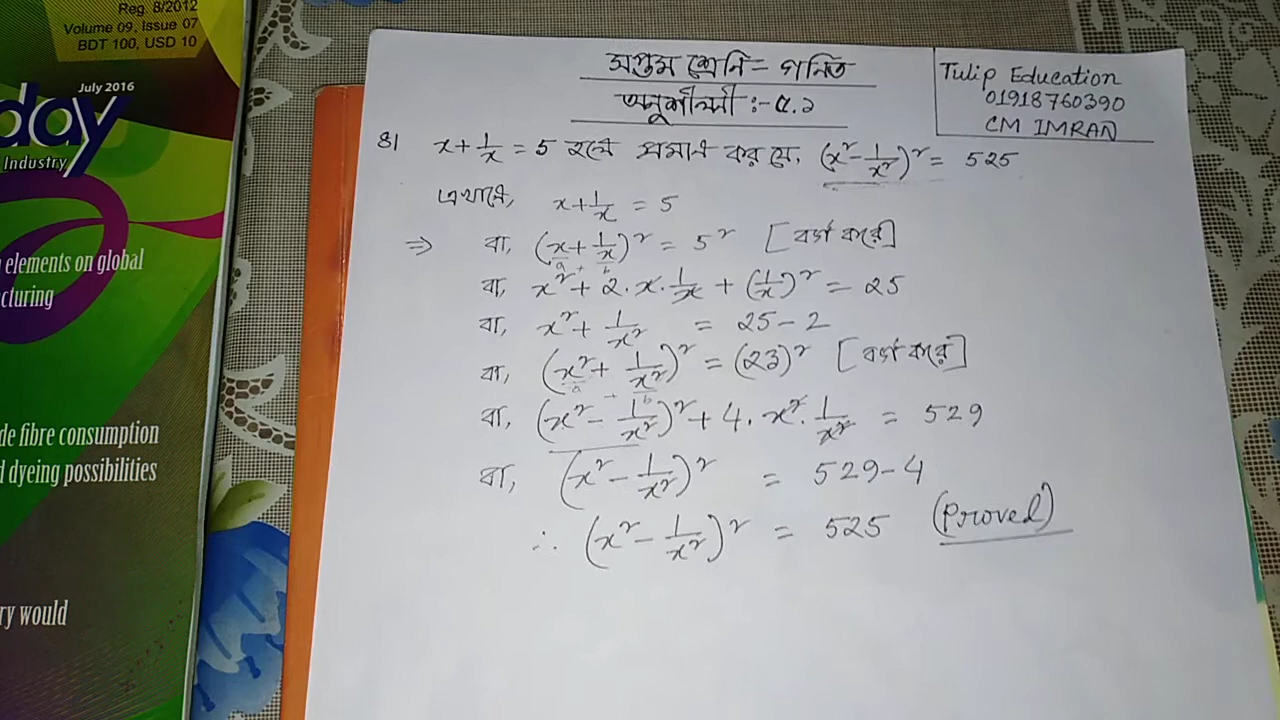 Reg. 8/2012
Volume 09, Issue 07
BDT 100, USD 10
July 2016
day
Industry
elements on global
cturing
de fibre consumption
d dyeing possibilities
ry would
সপ্তম শ্রেনি - গনিত
অনুশীলনী :- ৫.১
Tulip Education
01918760390
CM IMRAN
৪। x + 1/x = 5 হলে প্রমান কর যে, (x² - 1/x²)² = 525
এখানে, x + 1/x = 5
⇒ বা, (x + 1/x)² = 5² [বর্গ করে]
a + b
বা, x² + 2·x·1/x + (1/x)² = 25
বা, x² + 1/x² = 25 - 2
বা, (x² + 1/x²)² = (23)² [বর্গ করে]
a + b
বা, (x² - 1/x²)² + 4·x²·1/x² = 529
বা, (x² - 1/x²)² = 529 - 4
∴ (x² - 1/x²)² = 525 (Proved)